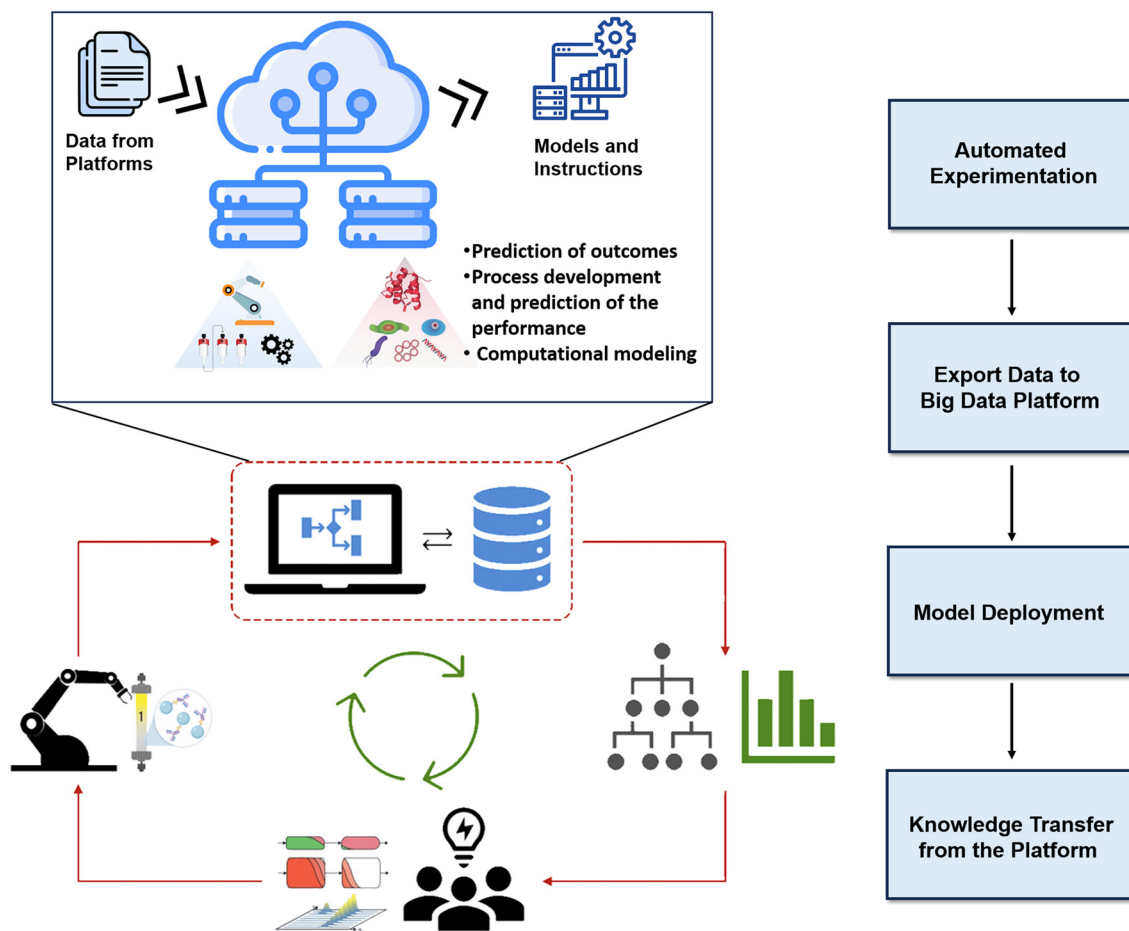 Data from
Platforms
Models and
Instructions
•Prediction of outcomes
•Process development
and prediction of the
performance
• Computational modeling
1
Automated
Experimentation
Export Data to
Big Data Platform
Model Deployment
Knowledge Transfer
from the Platform